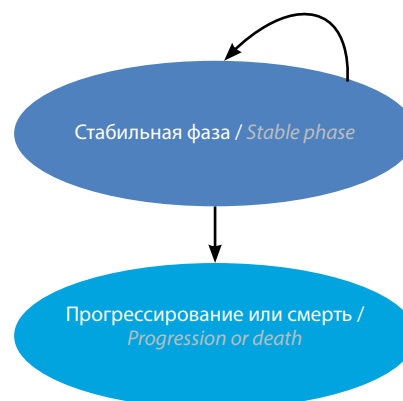 Стабильная фаза / Stable phase
Прогрессирование или смерть /
Progression or death